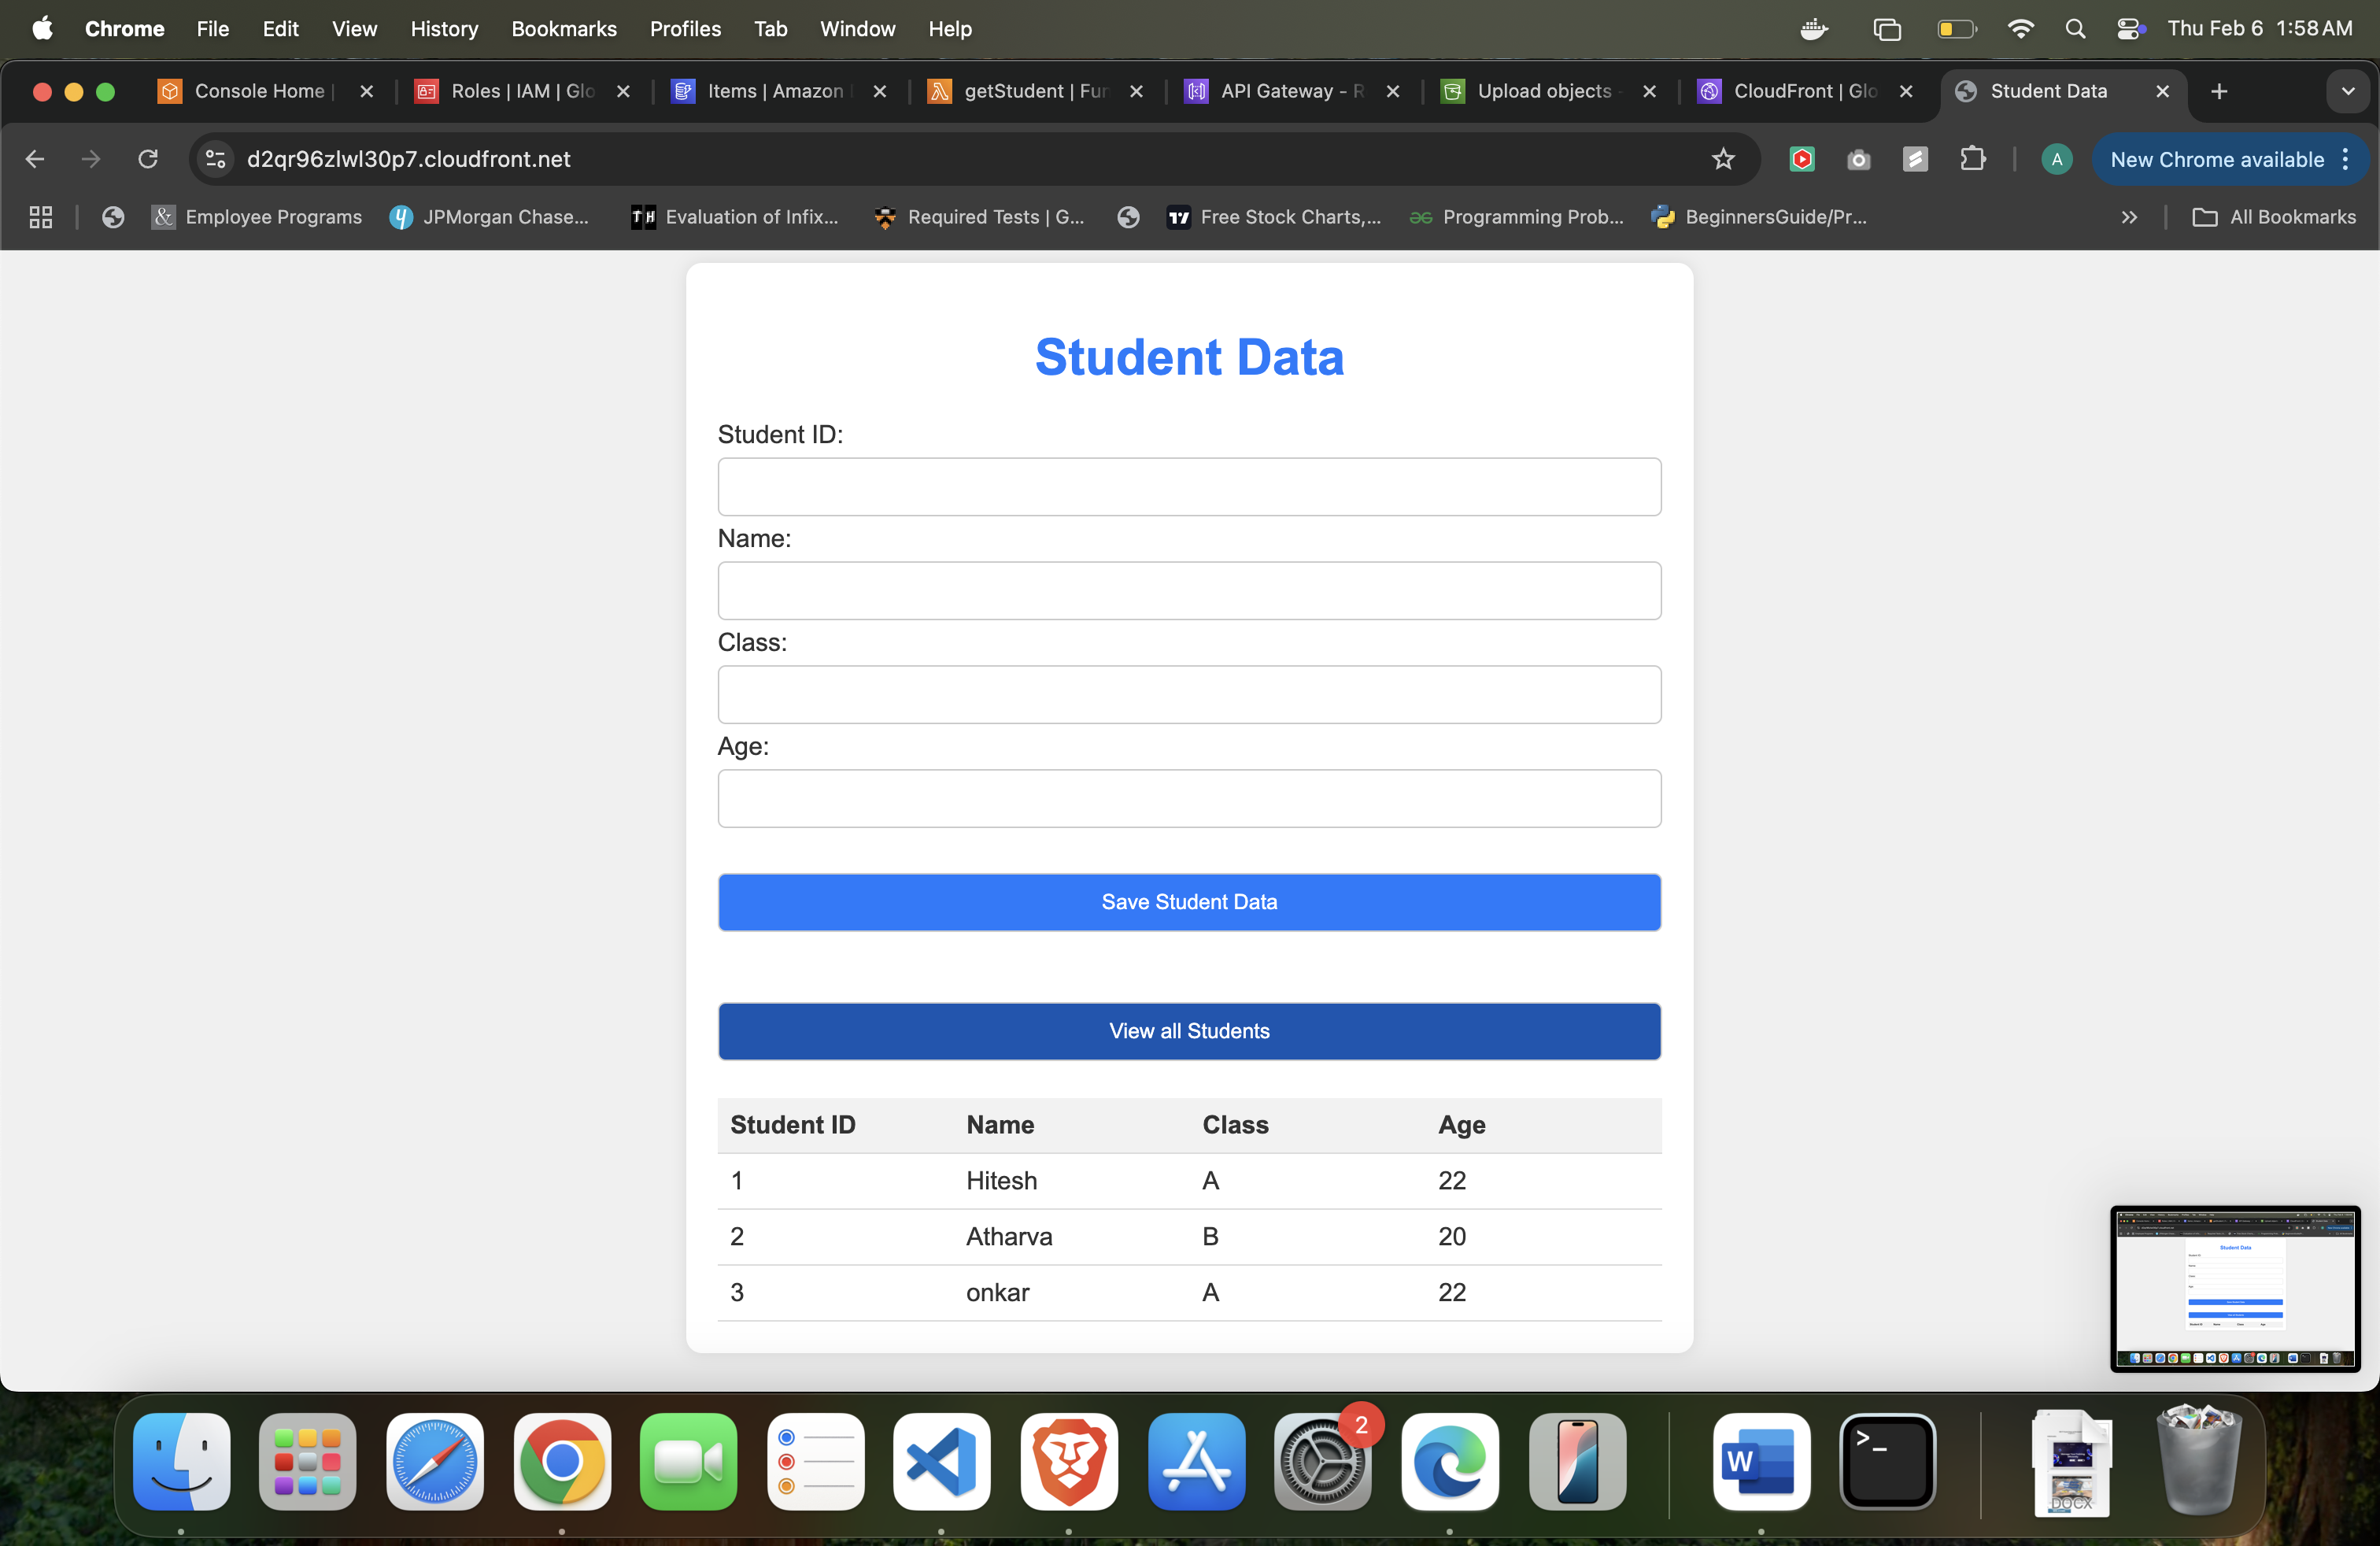 Chrome File Edit View History Bookmarks Profiles Tab Window Help Thu Feb 6 1:58 AM
Console Home | Roles | IAM | Glo Items | Amazon getStudent | Fun API Gateway - R Upload objects - CloudFront | Glo Student Data
d2qr96zlwl30p7.cloudfront.net A New Chrome available
& Employee Programs JPMorgan Chase... TH Evaluation of Infix... Required Tests | G... Free Stock Charts,... Programming Prob... BeginnersGuide/Pr... All Bookmarks
Student Data
Student ID:
Name:
Class:
Age:
Save Student Data
View all Students
Student ID Name Class Age
1 Hitesh A 22
2 Atharva B 20
3 onkar A 22
2
W
>_
DOCX